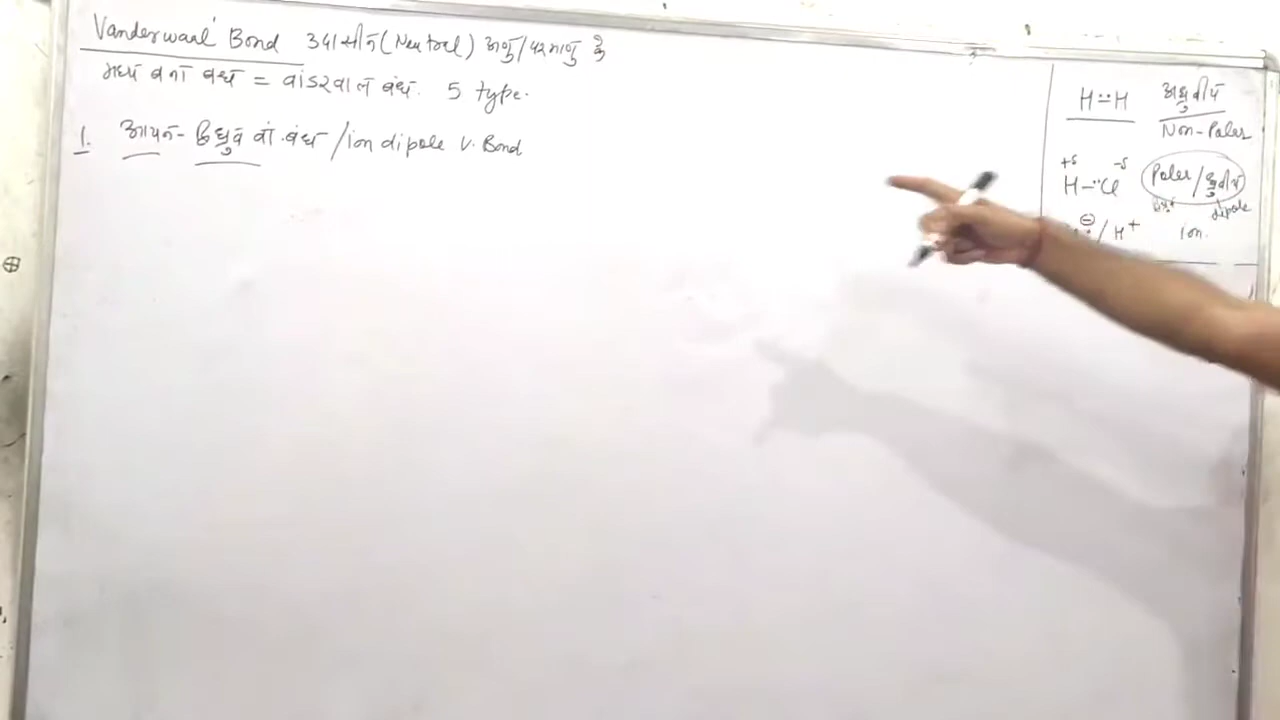 Vanderwaal' Bond उदासीन (Neutral) अणु/परमाणु के
मध्य बना बंध = वांडरवाल बंध. 5 type.
1. आयन-द्विध्रुव वां.बंध /ion dipole V. Bond
H··H अध्रुवीय
Non-Polar
+δ -δ
H-··Cl Polar/ध्रुवीय
dipole
⊖ / H+ ion.